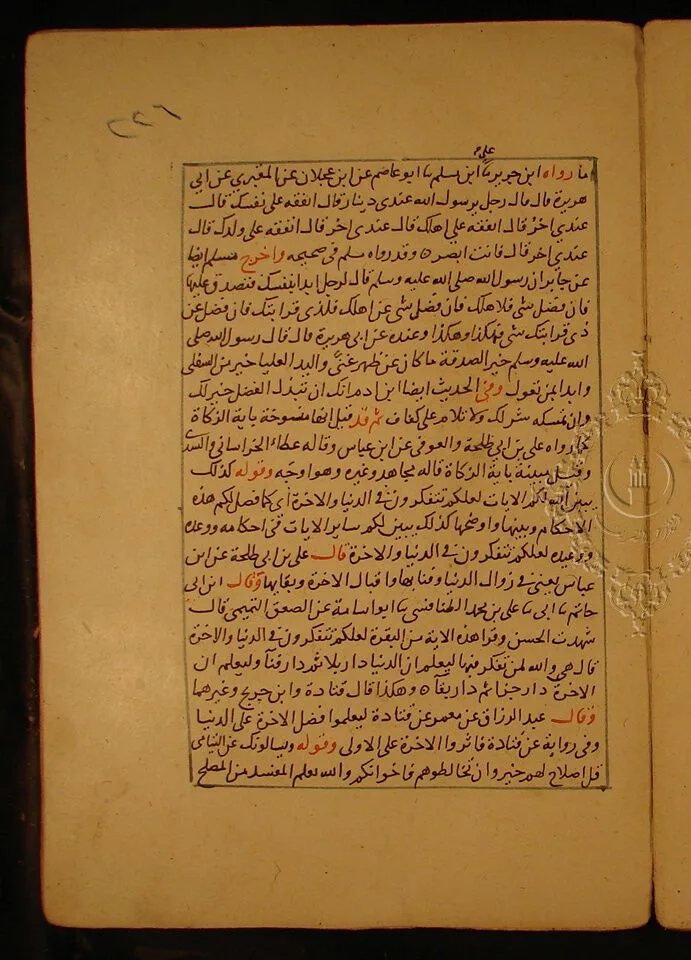 ٢٢٦
علي
ما رواه ابن جرير ثنا ابن مسلم ثنا ابو عاصم عن ابن عجلان عن المقبري عن ابي
هريرة قال قال رجل يرسول الله عندي دينار قال انفقه على نفسك قال
عندي اخر قال انفقه على اهلك قال عندي اخر قال انفقه على ولدك قال
عندي اخر قال فانت ابصر ٥ وقد رواه مسلم في صحيحه واخرج مسلم ايضا
عن جابر ان رسول الله صلى الله عليه وسلم قال لرجل ابدا بنفسك فتصدق عليها
فان فضل شي فلاهلك فان فضل شي عن اهلك فلذي قرابتك فان فضل عن
ذي قرابتك شي فهكذا وهكذا وعنده عن ابي هريرة قال قال رسول الله صلى
الله عليه وسلم خير الصدقة ما كان عن ظهر غنى واليد العليا خير من السفلى
وابدا بمن تعول وفي الحديث ايضا ابن ادم انك ان تبذل الفضل خير لك
وان تمسكه شر لك ولا تلام على كفاف ثم قد قيل انها منسوخة باية الزكاة
كما رواه علي بن ابي طلحة والعوفي عن ابن عباس وقاله عطاء الخراساني والسدي
وقيل مبينة باية الزكاة قاله مجاهد وغيره وهو اوجه وقوله كذلك
يبين الله لكم الايات لعلكم تتفكرون في الدنيا والاخرة أي كما فصل لكم هذه
الاحكام وبينها واوضحها كذلك يبين لكم ساير الايات في احكامه ووعده
ووعيده لعلكم تتفكرون في الدنيا والاخرة قال علي بن ابي طلحة عن ابن
عباس يعني في زوال الدنيا وفنايها واقبال الاخرة وبقايها وقال ابن ابي
حاتم ثنا ابي ثنا علي بن محمد الطنافسي ثنا ابو اسامة عن الصعق التميمي قال
شهدت الحسن وقرا هذه الاية من البقرة لعلكم تتفكرون في الدنيا والاخرة
قال هي والله لمن تفكر فيها ليعلم ان الدنيا دار بلاء ثم دار فناء وليعلم ان
الاخرة دار جزاء ثم دار بقاء ٥ وهكذا قال قتادة وابن جريج وغيرهما
وقال عبد الرزاق عن معمر عن قتادة ليعلموا فضل الاخرة على الدنيا
وفي رواية عن قتادة فاثروا الاخرة على الاولى وقوله ويسالونك عن اليتامى
قل اصلاح لهم خير وان تخالطوهم فاخوانكم والله يعلم المفسد من المصلح